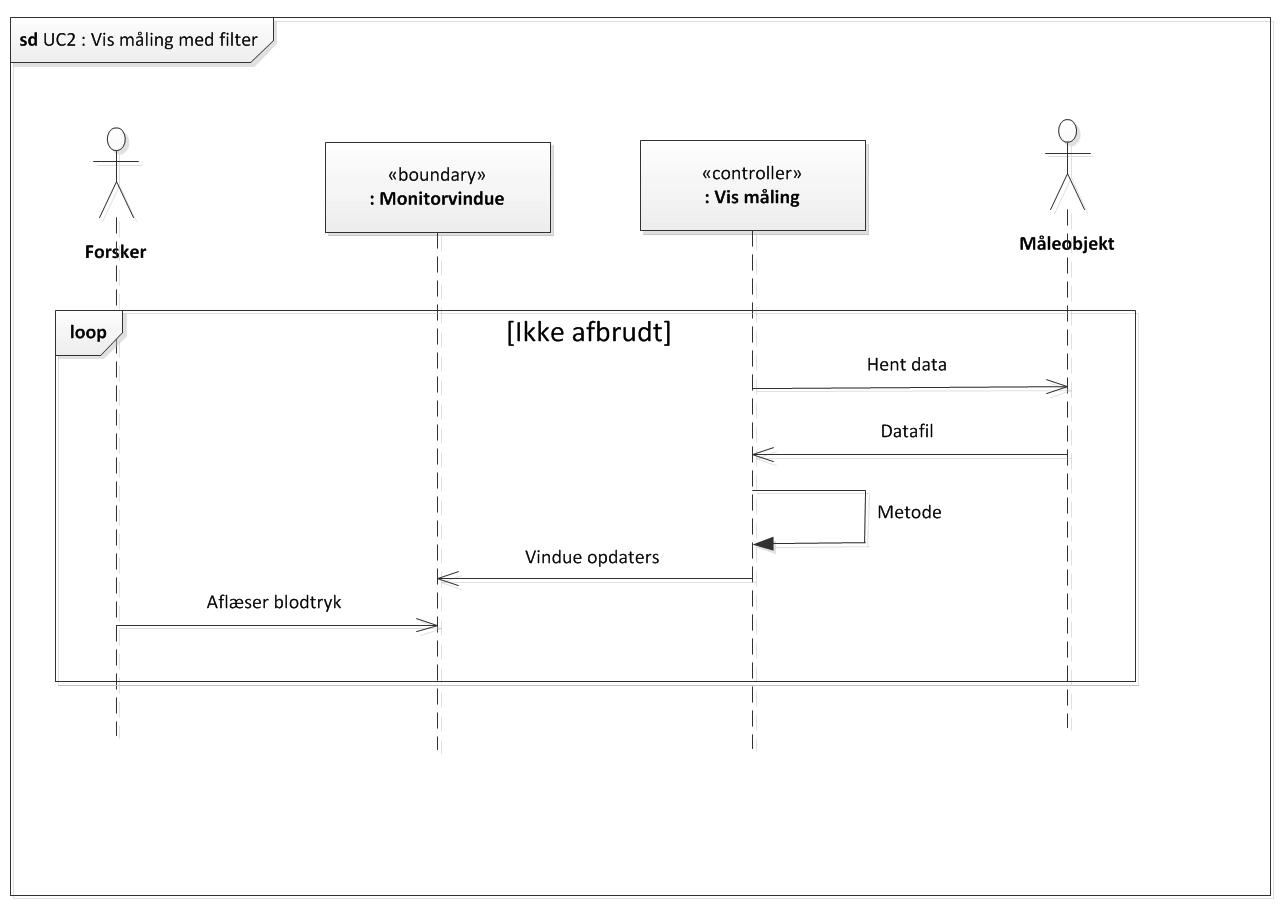 sd UC2 : Vis måling med filter
Forsker
«boundary»
: Monitorvindue
«controller»
: Vis måling
Måleobjekt
loop
[Ikke afbrudt]
Hent data
Datafil
Metode
Vindue opdaters
Aflæser blodtryk